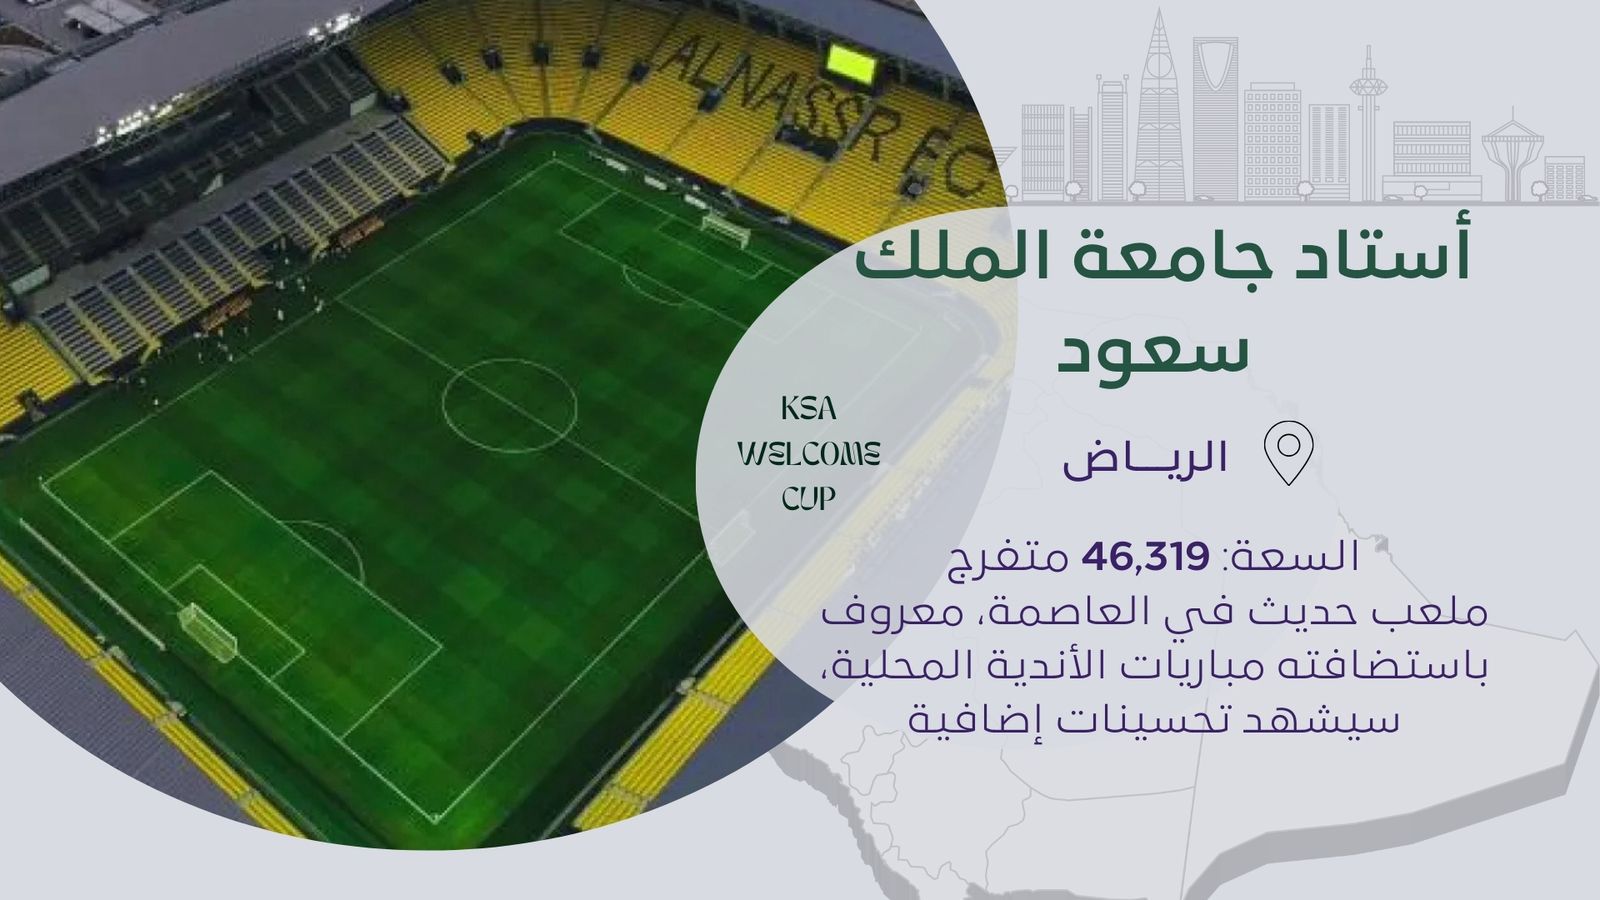 ALNASSR FC
أستاد جامعة الملك
سعود
KSA
WELCOME
CUP
الريــاض
السعة: 46,319 متفرج
ملعب حديث في العاصمة، معروف
باستضافته مباريات الأندية المحلية،
سيشهد تحسينات إضافية